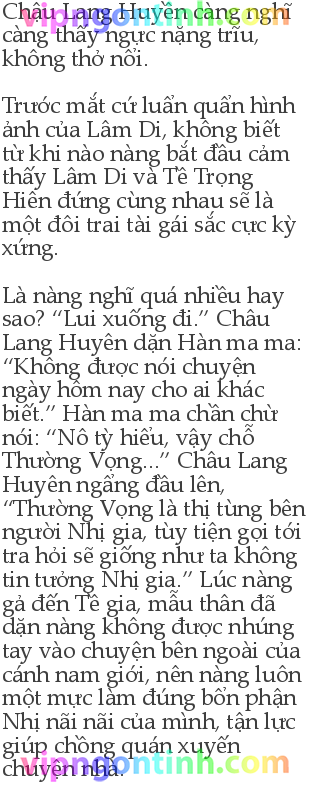 Châu Lang Huyên càng nghĩ
càng thấy ngực nặng trĩu,
không thở nổi.

Trước mắt cứ luẩn quẩn hình
ảnh của Lâm Di, không biết
từ khi nào nàng bắt đầu cảm
thấy Lâm Di và Tề Trọng
Hiên đứng cùng nhau sẽ là
một đôi trai tài gái sắc cực kỳ
xứng.

Là nàng nghĩ quá nhiều hay
sao? “Lui xuống đi.” Châu
Lang Huyên dặn Hàn ma ma:
“Không được nói chuyện
ngày hôm nay cho ai khác
biết.” Hàn ma ma chần chừ
nói: “Nô tỳ hiểu, vậy chỗ
Thường Vọng...” Châu Lang
Huyên ngẩng đầu lên,
“Thường Vọng là thị tùng bên
người Nhị gia, tùy tiện gọi tới
tra hỏi sẽ giống như ta không
tin tưởng Nhị gia.” Lúc nàng
gả đến Tề gia, mẫu thân đã
dặn nàng không được nhúng
tay vào chuyện bên ngoài của
cánh nam giới, nên nàng luôn
một mực làm đúng bổn phận
Nhị nãi nãi của mình, tận lực
giúp chồng quán xuyến
chuyện nhà.
vipngontinh.com
vipngontinh.com